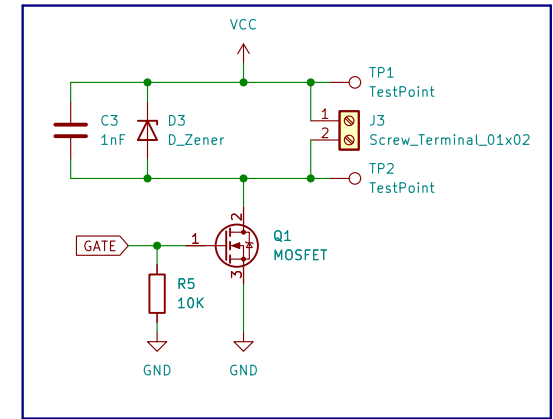 VCC
TP1
TestPoint
C3
1nF
D3
D_Zener
1
2
J3
Screw_Terminal_01x02
TP2
TestPoint
2
GATE
1
Q1
MOSFET
3
R5
10K
GND
GND